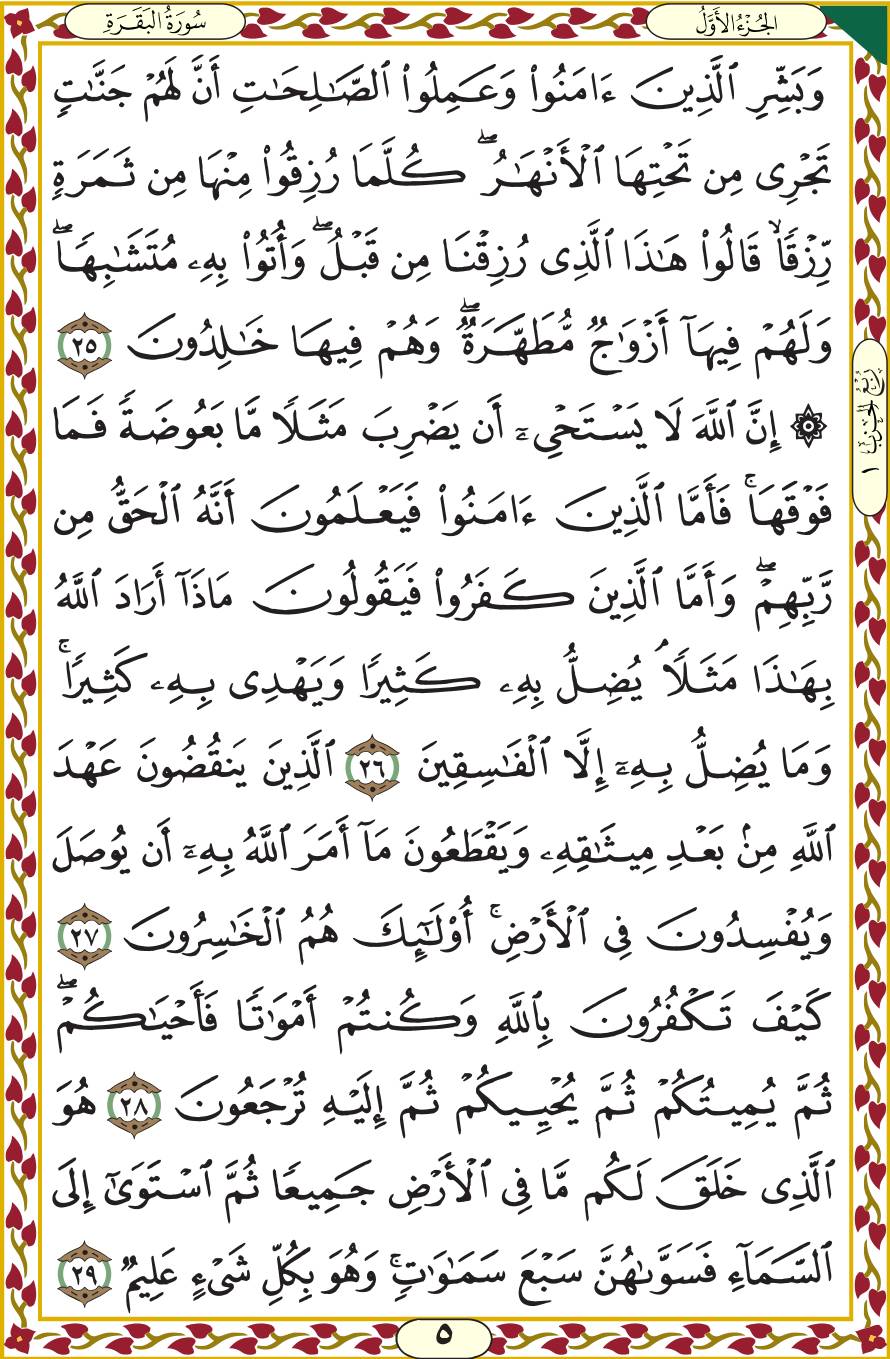 الجُزْءُ الأَوَّلُ
سُورَةُ البَقَرَةِ
وَبَشِّرِ ٱلَّذِينَ ءَامَنُوا۟ وَعَمِلُوا۟ ٱلصَّـٰلِحَـٰتِ أَنَّ لَهُمْ جَنَّـٰتٍ
تَجْرِى مِن تَحْتِهَا ٱلْأَنْهَـٰرُ ۖ كُلَّمَا رُزِقُوا۟ مِنْهَا مِن ثَمَرَةٍ
رِّزْقًا ۙ قَالُوا۟ هَـٰذَا ٱلَّذِى رُزِقْنَا مِن قَبْلُ ۖ وَأُتُوا۟ بِهِۦ مُتَشَـٰبِهًا ۖ
وَلَهُمْ فِيهَآ أَزْوَٰجٌ مُّطَهَّرَةٌ ۖ وَهُمْ فِيهَا خَـٰلِدُونَ ٢٥
۞ إِنَّ ٱللَّهَ لَا يَسْتَحْىِۦٓ أَن يَضْرِبَ مَثَلًا مَّا بَعُوضَةً فَمَا
فَوْقَهَا ۚ فَأَمَّا ٱلَّذِينَ ءَامَنُوا۟ فَيَعْلَمُونَ أَنَّهُ ٱلْحَقُّ مِن
رَّبِّهِمْ ۖ وَأَمَّا ٱلَّذِينَ كَفَرُوا۟ فَيَقُولُونَ مَاذَآ أَرَادَ ٱللَّهُ
بِهَـٰذَا مَثَلًا ۘ يُضِلُّ بِهِۦ كَثِيرًا وَيَهْدِى بِهِۦ كَثِيرًا ۚ
وَمَا يُضِلُّ بِهِۦٓ إِلَّا ٱلْفَـٰسِقِينَ ٢٦ ٱلَّذِينَ يَنقُضُونَ عَهْدَ
ٱللَّهِ مِنۢ بَعْدِ مِيثَـٰقِهِۦ وَيَقْطَعُونَ مَآ أَمَرَ ٱللَّهُ بِهِۦٓ أَن يُوصَلَ
وَيُفْسِدُونَ فِى ٱلْأَرْضِ ۚ أُو۟لَـٰٓئِكَ هُمُ ٱلْخَـٰسِرُونَ ٢٧
كَيْفَ تَكْفُرُونَ بِٱللَّهِ وَكُنتُمْ أَمْوَٰتًا فَأَحْيَـٰكُمْ ۖ
ثُمَّ يُمِيتُكُمْ ثُمَّ يُحْيِيكُمْ ثُمَّ إِلَيْهِ تُرْجَعُونَ ٢٨ هُوَ
ٱلَّذِى خَلَقَ لَكُم مَّا فِى ٱلْأَرْضِ جَمِيعًا ثُمَّ ٱسْتَوَىٰٓ إِلَى
ٱلسَّمَآءِ فَسَوَّىٰهُنَّ سَبْعَ سَمَـٰوَٰتٍ ۚ وَهُوَ بِكُلِّ شَىْءٍ عَلِيمٌ ٢٩
رُبْعُ الحِزْبِ ١
٥